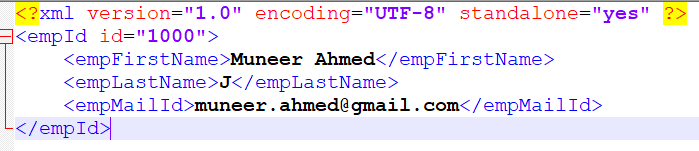 <?xml version="1.0" encoding="UTF-8" standalone="yes" ?>
<empId id="1000">
    <empFirstName>Muneer Ahmed</empFirstName>
    <empLastName>J</empLastName>
    <empMailId>muneer.ahmed@gmail.com</empMailId>
</empId>